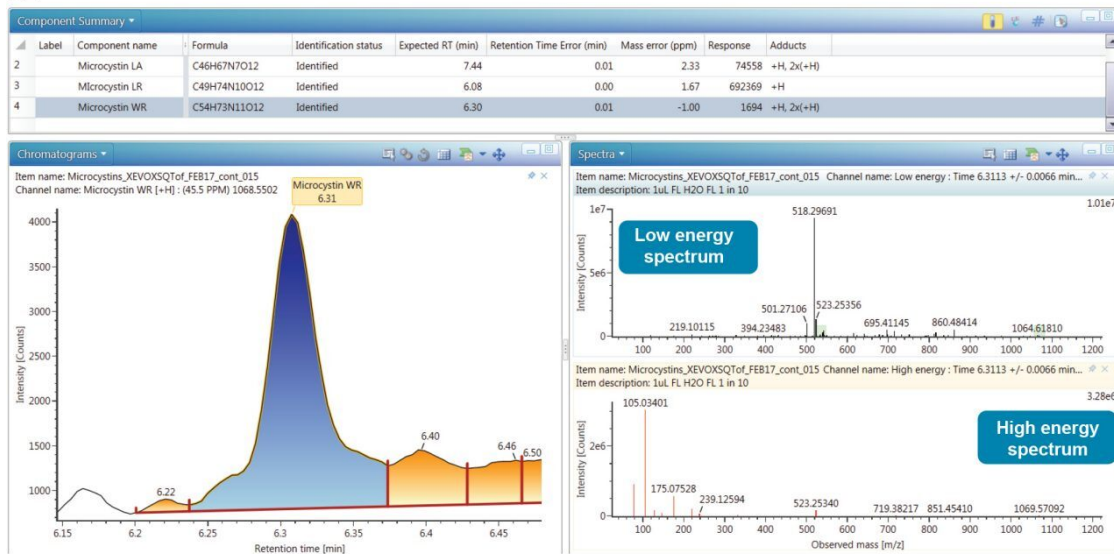 Component Summary
Label Component name Formula Identification status Expected RT (min) Retention Time Error (min) Mass error (ppm) Response Adducts
2 Microcystin LA C46H67N7O12 Identified 7.44 0.01 2.33 74558 +H, 2x(+H)
3 MIcrocystin LR C49H74N10O12 Identified 6.08 0.00 1.67 692369 +H
4 Microcystin WR C54H73N11O12 Identified 6.30 0.01 -1.00 1694 +H, 2x(+H)
Chromatograms
Item name: Microcystins_XEVOXSQTof_FEB17_cont_015
Channel name: Microcystin WR [+H] : (45.5 PPM) 1068.5502
Microcystin WR
6.31
4000
3500
3000
2500
2000
1500
1000
Intensity [Counts]
6.22
6.40
6.46
6.50
6.15 6.2 6.25 6.3 6.35 6.4 6.45
Retention time [min]
Spectra
Item name: Microcystins_XEVOXSQTof_FEB17_cont_015 Channel name: Low energy : Time 6.3113 +/- 0.0066 min...
Item description: 1uL FL H2O FL 1 in 10
1.01e7
1e7
5e6
0
Intensity [Counts]
Low energy
spectrum
518.29691
501.27106
523.25356
219.10115
394.23483
695.41145
860.48414
1064.61810
100 200 300 400 500 600 700 800 900 1000 1100 1200
Item name: Microcystins_XEVOXSQTof_FEB17_cont_015 Channel name: High energy : Time 6.3113 +/- 0.0066 min...
Item description: 1uL FL H2O FL 1 in 10
3.28e6
2e6
0
Intensity [Counts]
High energy
spectrum
105.03401
175.07528
239.12594
523.25340
719.38217
851.45410
1069.57092
100 200 300 400 500 600 700 800 900 1000 1100 1200
Observed mass [m/z]